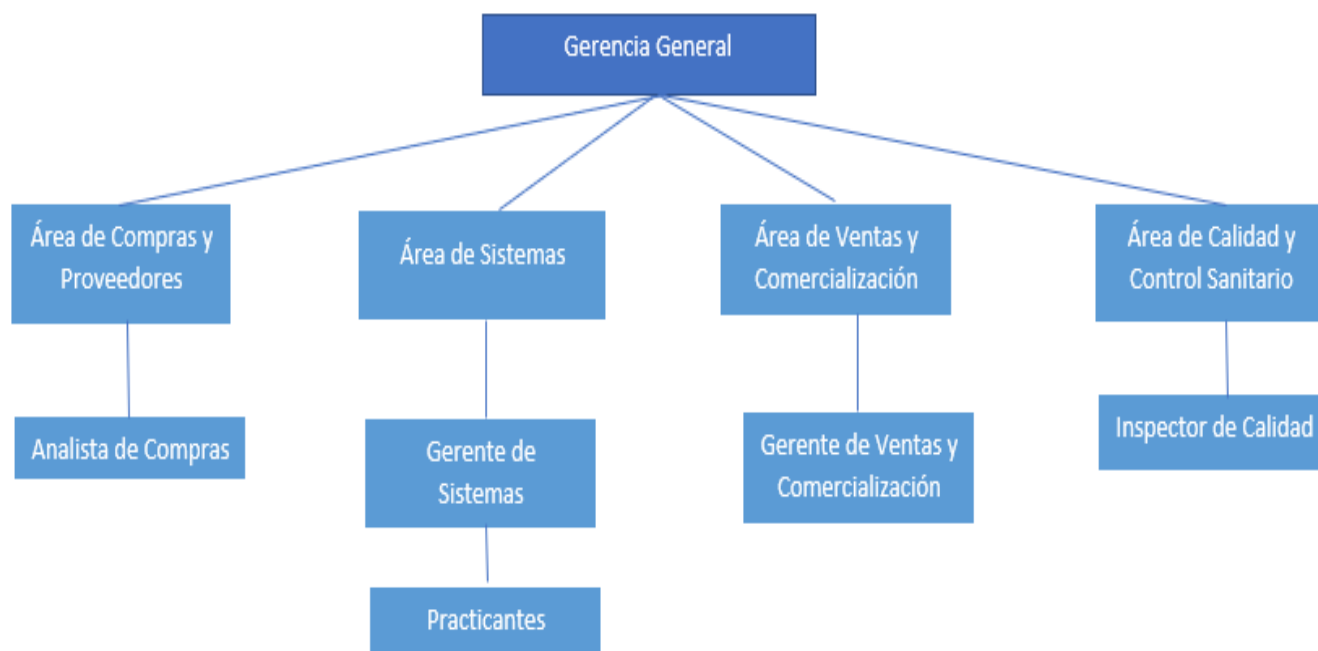 Gerencia General
Área de Compras y
Proveedores
Área de Sistemas
Área de Ventas y
Comercialización
Área de Calidad y
Control Sanitario
Analista de Compras
Gerente de
Sistemas
Gerente de Ventas y
Comercialización
Inspector de Calidad
Practicantes